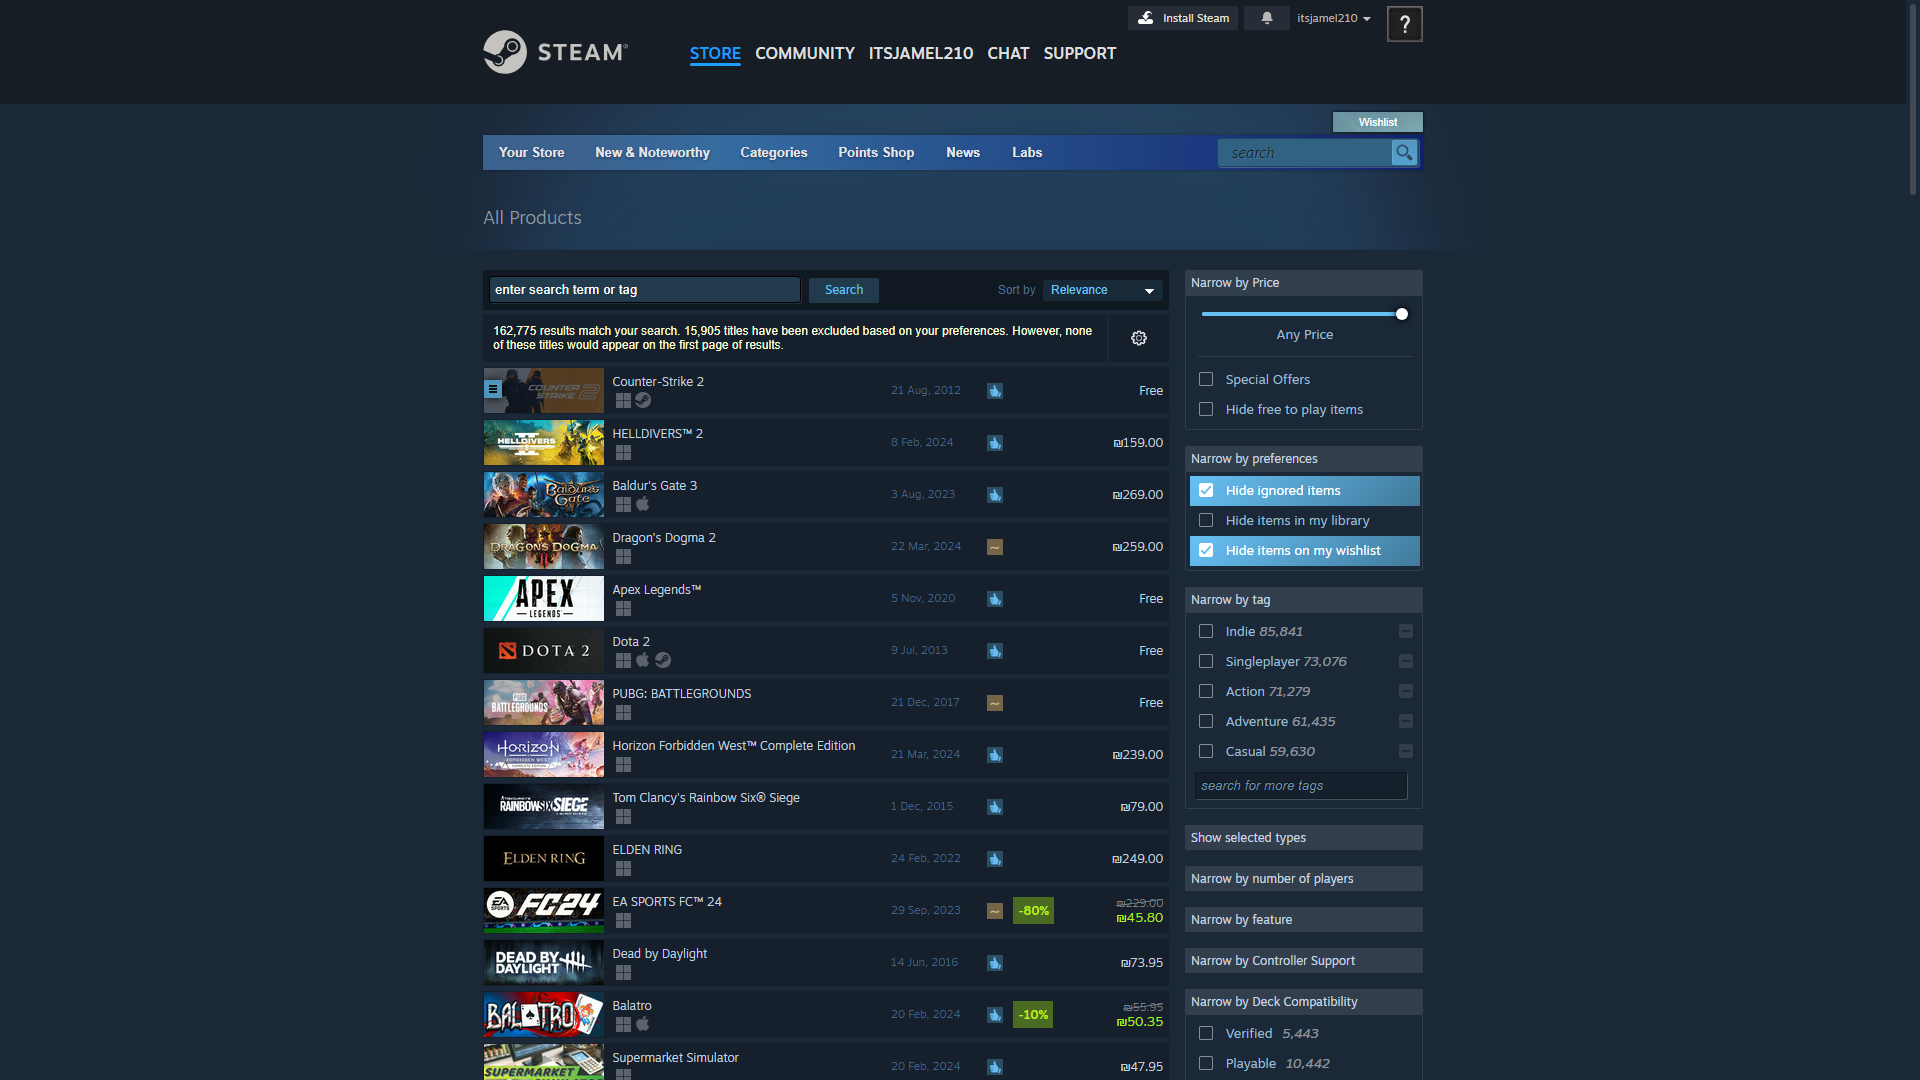 Install Steam
itsjamel210
?
STEAM®
STORE COMMUNITY ITSJAMEL210 CHAT SUPPORT
Wishlist
Your Store New & Noteworthy Categories Points Shop News Labs search
All Products
enter search term or tag Search Sort by Relevance
162,775 results match your search. 15,905 titles have been excluded based on your preferences. However, none
of these titles would appear on the first page of results.
COUNTER STRIKE 2
Counter-Strike 2 21 Aug, 2012 Free
HELLDIVERS II
HELLDIVERS™ 2 8 Feb, 2024 ₪159.00
BALDUR'S GATE
Baldur's Gate 3 3 Aug, 2023 ₪269.00
DRAGON'S DOGMA
Dragon's Dogma 2 22 Mar, 2024 ₪259.00
APEX LEGENDS
Apex Legends™ 5 Nov, 2020 Free
DOTA 2
Dota 2 9 Jul, 2013 Free
PUBG BATTLEGROUNDS
PUBG: BATTLEGROUNDS 21 Dec, 2017 Free
HORIZON FORBIDDEN WEST COMPLETE EDITION
Horizon Forbidden West™ Complete Edition 21 Mar, 2024 ₪239.00
TOM CLANCY'S RAINBOW SIX SIEGE
Tom Clancy's Rainbow Six® Siege 1 Dec, 2015 ₪79.00
ELDEN RING
ELDEN RING 24 Feb, 2022 ₪249.00
EA SPORTS FC24
EA SPORTS FC™ 24 29 Sep, 2023 -80% ₪229.00 ₪45.80
DEAD BY DAYLIGHT
Dead by Daylight 14 Jun, 2016 ₪73.95
BALATRO
Balatro 20 Feb, 2024 -10% ₪55.95 ₪50.35
SUPERMARKET
Supermarket Simulator 20 Feb, 2024 ₪47.95
Narrow by Price
Any Price
Special Offers
Hide free to play items
Narrow by preferences
Hide ignored items
Hide items in my library
Hide items on my wishlist
Narrow by tag
Indie 85,841
Singleplayer 73,076
Action 71,279
Adventure 61,435
Casual 59,630
search for more tags
Show selected types
Narrow by number of players
Narrow by feature
Narrow by Controller Support
Narrow by Deck Compatibility
Verified 5,443
Playable 10,442